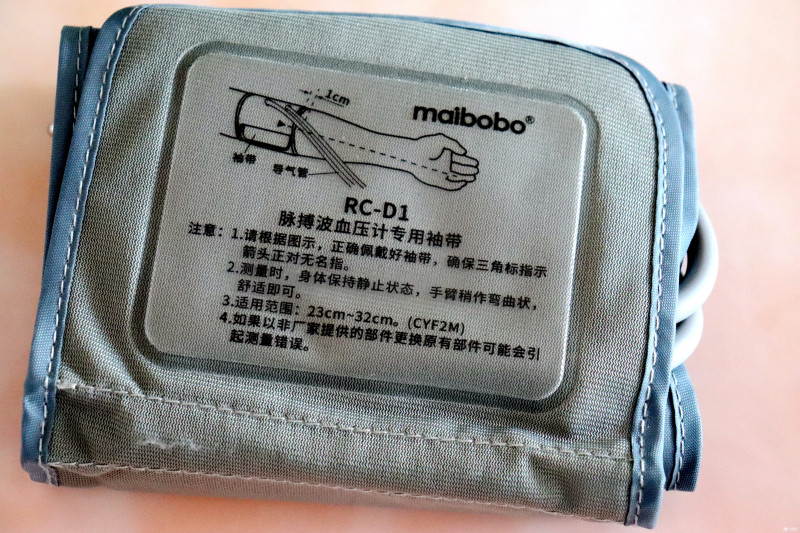 1cm
maibobo®
袖带
导气管
RC-D1
脉搏波血压计专用袖带
注意：1.请根据图示，正确佩戴好袖带，确保三角标指示
箭头正对无名指。
2.测量时，身体保持静止状态，手臂稍作弯曲状，
舒适即可。
3.适用范围：23cm~32cm。(CYF2M)
4.如果以非厂家提供的部件更换原有部件可能会引
起测量错误。